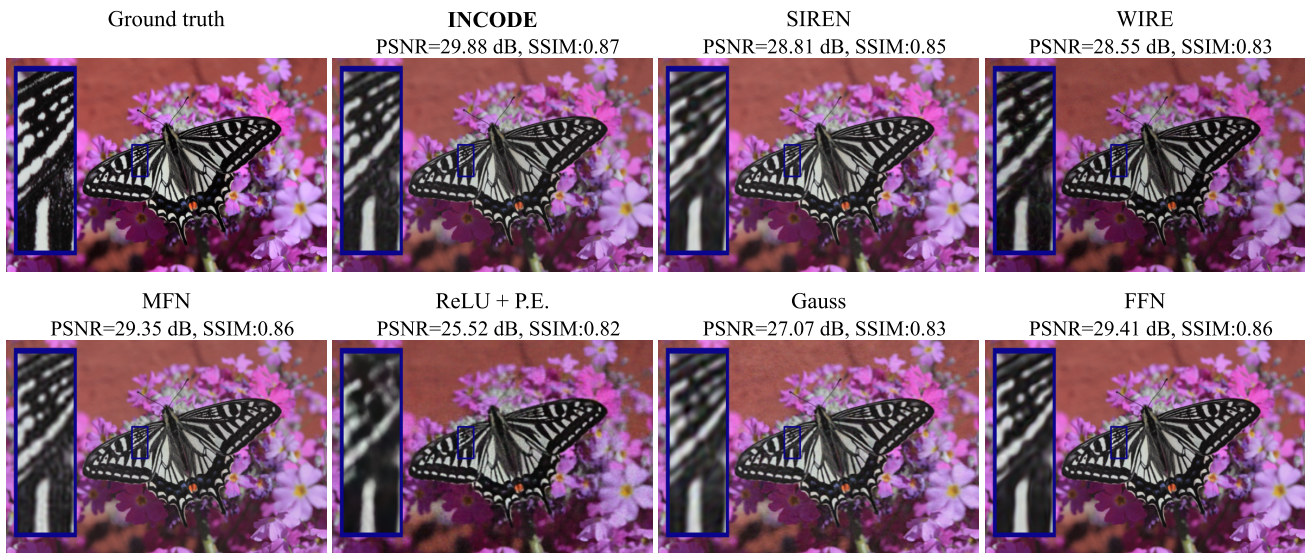 Ground truth
INCODE
PSNR=29.88 dB, SSIM:0.87
SIREN
PSNR=28.81 dB, SSIM:0.85
WIRE
PSNR=28.55 dB, SSIM:0.83
MFN
PSNR=29.35 dB, SSIM:0.86
ReLU + P.E.
PSNR=25.52 dB, SSIM:0.82
Gauss
PSNR=27.07 dB, SSIM:0.83
FFN
PSNR=29.41 dB, SSIM:0.86